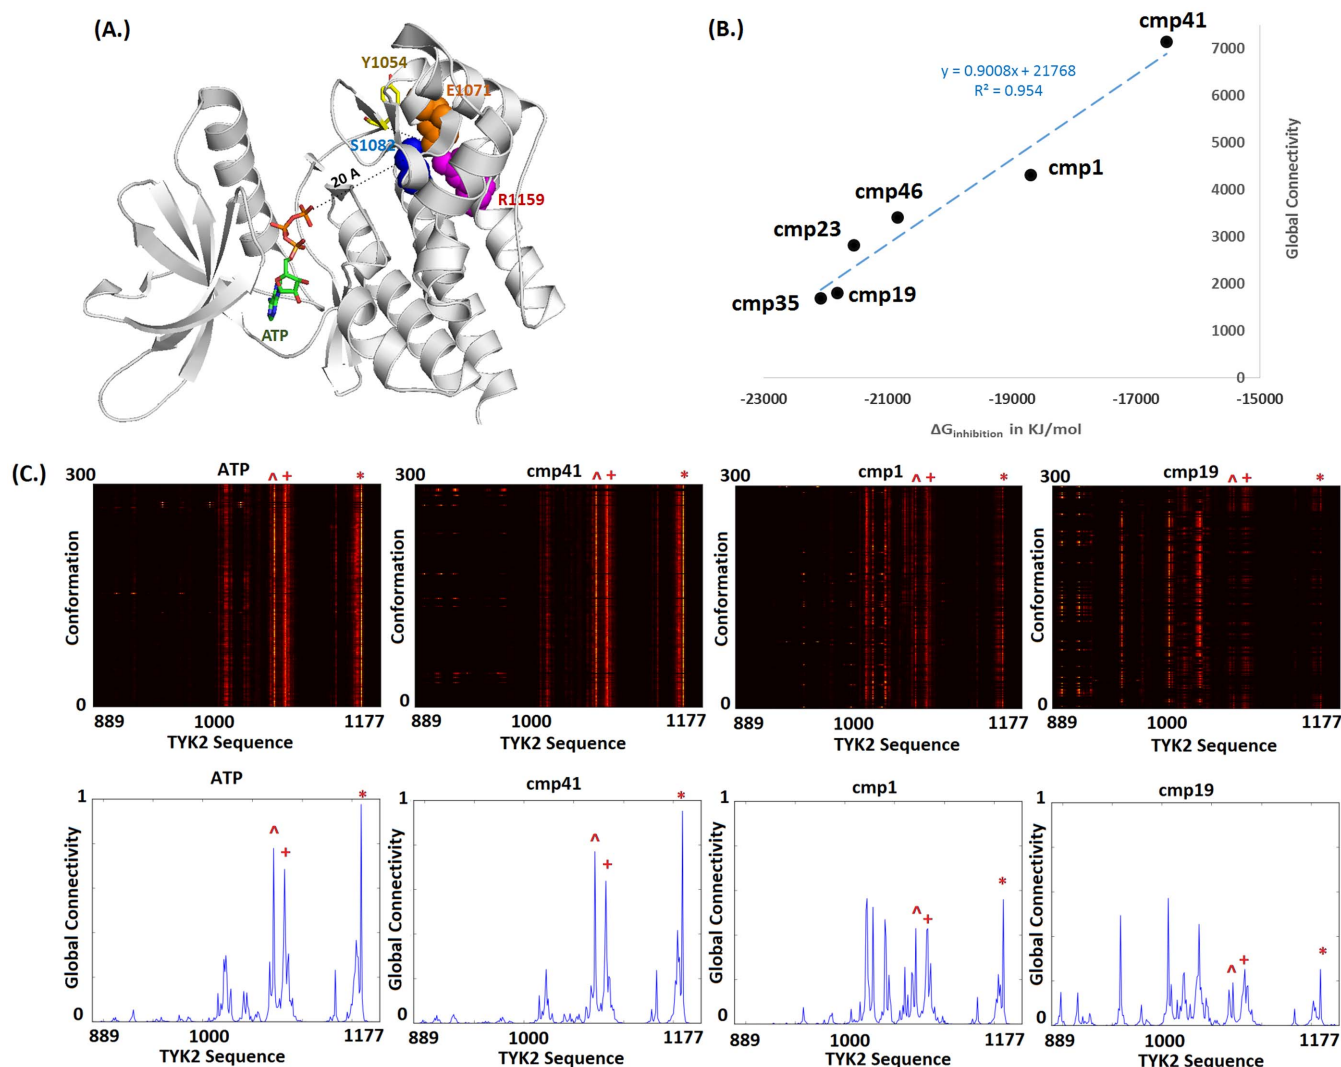 (A.)
Y1054
E1071
S1082
20 A
R1159
ATP
(B.)
cmp41
y = 0.9008x + 21768
R² = 0.954
cmp1
cmp46
cmp23
cmp35
cmp19
7000
6000
5000
4000
3000
2000
1000
0
Global Connectivity
-23000 -21000 -19000 -17000 -15000
ΔGinhibition in KJ/mol
(C.)
ATP ^ + *
300
Conformation
0
889 1000 1177
TYK2 Sequence
cmp41 ^ + *
300
Conformation
0
889 1000 1177
TYK2 Sequence
cmp1 ^ + *
300
Conformation
0
889 1000 1177
TYK2 Sequence
cmp19 ^ + *
300
Conformation
0
889 1000 1177
TYK2 Sequence
ATP
1
^ + *
Global Connectivity
0
889 1000 1177
TYK2 Sequence
cmp41
1
^ + *
Global Connectivity
0
889 1000 1177
TYK2 Sequence
cmp1
1
^ + *
Global Connectivity
0
889 1000 1177
TYK2 Sequence
cmp19
1
^ + *
Global Connectivity
0
889 1000 1177
TYK2 Sequence